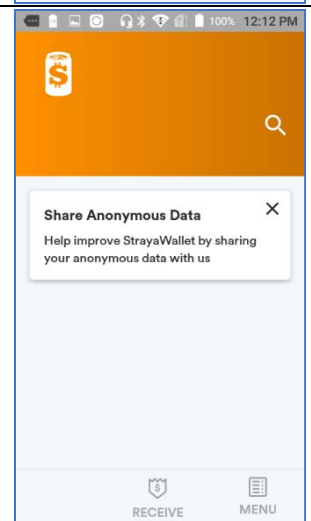 100% 12:12 PM
$
Share Anonymous Data
Help improve StrayaWallet by sharing
your anonymous data with us
$
RECEIVE
MENU